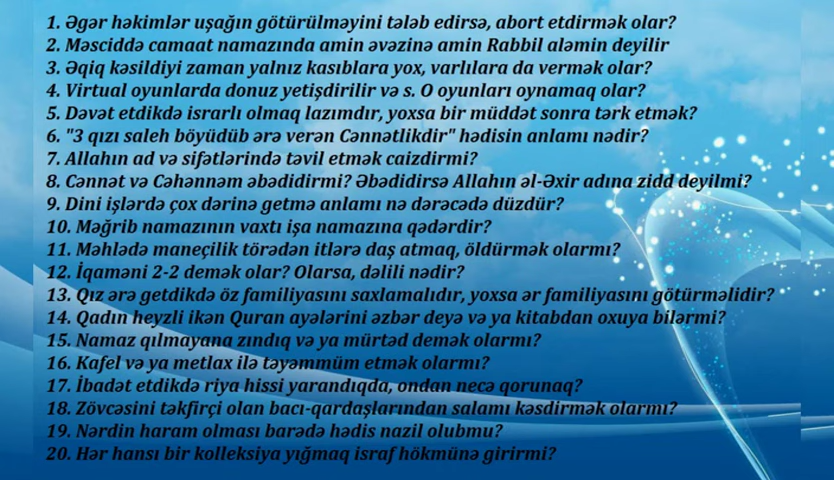 1. Əgər həkimlər uşağın götürülməyini tələb edirsə, abort etdirmək olar?
2. Məsciddə camaat namazında amin əvəzinə amin Rabbil aləmin deyilir
3. Əqiq kəsildiyi zaman yalnız kasıblara yox, varlılara da vermək olar?
4. Virtual oyunlarda donuz yetişdirilir və s. O oyunları oynamaq olar?
5. Dəvət etdikdə israrlı olmaq lazımdır, yoxsa bir müddət sonra tərk etmək?
6. "3 qızı saleh böyüdüb ərə verən Cənnətlikdir" hədisin anlamı nədir?
7. Allahın ad və sifətlərində təvil etmək caizdirmi?
8. Cənnət və Cəhənnəm əbədidirmi? Əbədidirsə Allahın əl-Əxir adına zidd deyilmi?
9. Dini işlərdə çox dərinə getmə anlamı nə dərəcədə düzdür?
10. Məğrib namazının vaxtı işa namazına qədərdir?
11. Məhlədə maneçilik törədən itlərə daş atmaq, öldürmək olarmı?
12. İqaməni 2-2 demək olar? Olarsa, dəlili nədir?
13. Qız ərə getdikdə öz familiyasını saxlamalıdır, yoxsa ər familiyasını götürməlidir?
14. Qadın heyzli ikən Quran ayələrini əzbər deyə və ya kitabdan oxuya bilərmi?
15. Namaz qılmayana zındıq və ya mürtəd demək olarmı?
16. Kafel və ya metlax ilə təyəmmüm etmək olarmı?
17. İbadət etdikdə riya hissi yarandıqda, ondan necə qorunaq?
18. Zövcəsini təkfirçi olan bacı-qardaşlarından salamı kəsdirmək olarmı?
19. Nərdin haram olması barədə hədis nazil olubmu?
20. Hər hansı bir kolleksiya yığmaq israf hökmünə girirmi?